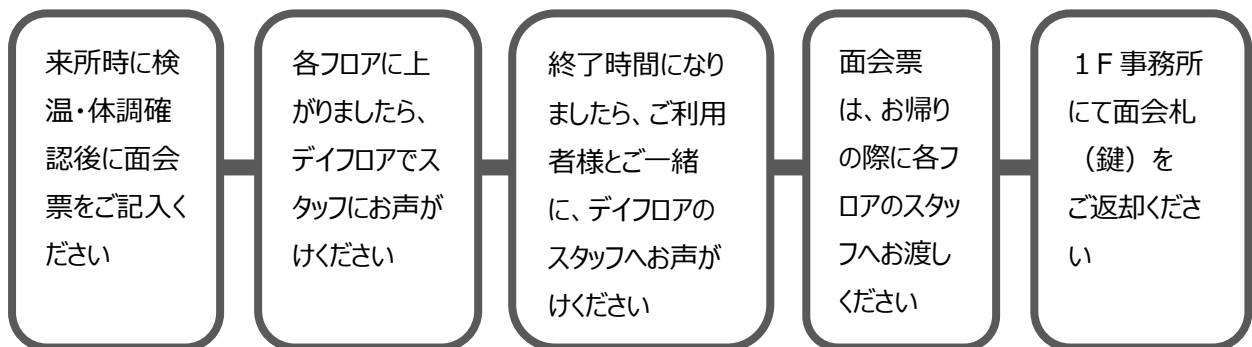 来所時に検
温・体調確
認後に面会
票をご記入く
ださい
各フロアに上
がりましたら、
デイフロアでス
タッフにお声が
けください
終了時間になり
ましたら、ご利用
者様とご一緒
に、デイフロアの
スタッフへお声が
けください
面会票
は、お帰り
の際に各フ
ロアのスタッ
フへお渡し
ください
１Ｆ事務所
にて面会札
（鍵）を
ご返却くださ
い